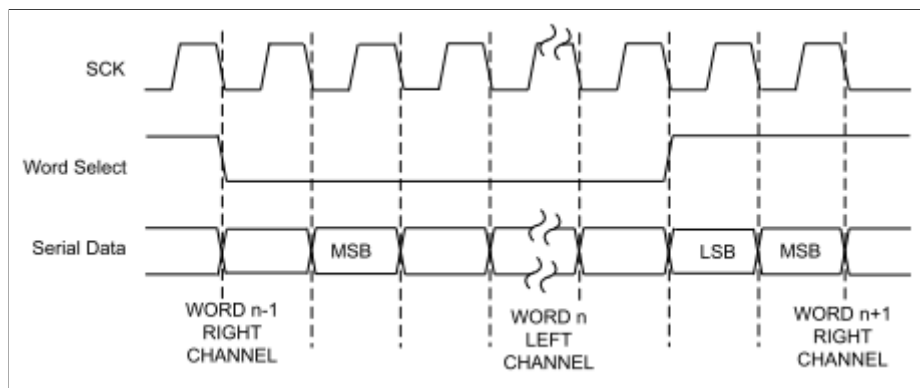 SCK
Word Select
Serial Data
MSB
LSB
MSB
WORD n-1
RIGHT
CHANNEL
WORD n
LEFT
CHANNEL
WORD n+1
RIGHT
CHANNEL